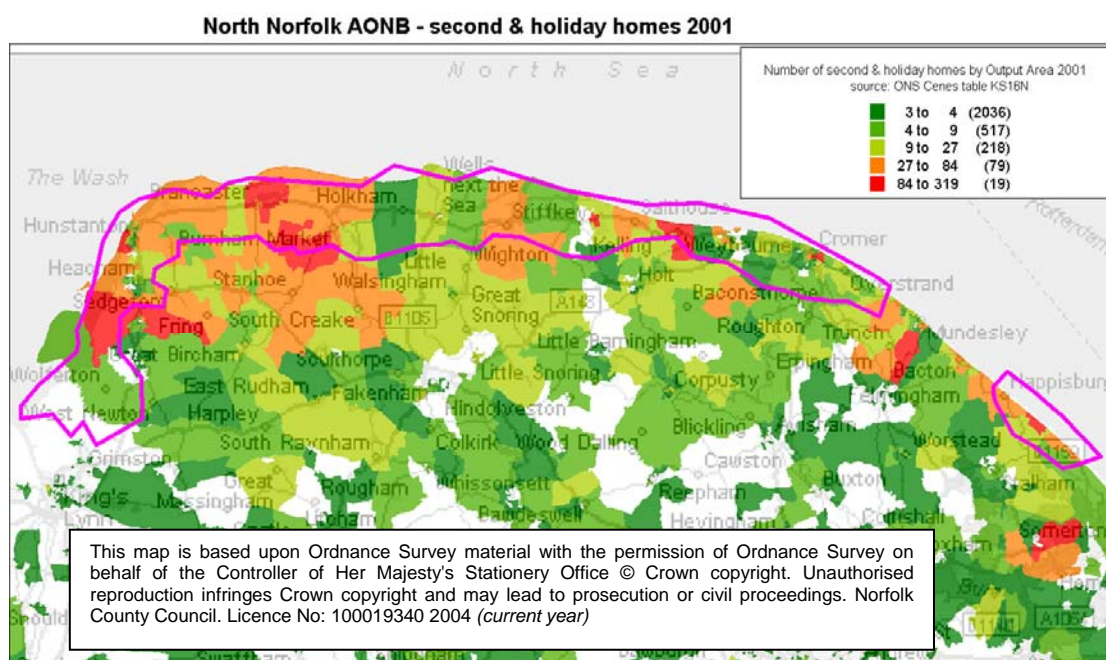 North Norfolk AONB - second & holiday homes 2001
North Sea
Number of second & holiday homes by Output Area 2001
source: ONS Cenes table KS16N
3 to 4 (2036)
4 to 9 (517)
9 to 27 (218)
27 to 84 (79)
84 to 319 (19)
The Wash
Wells
next the
Sea
Brancaster
Holkham
Stiffkey
Salthouse
Hunstanton
Burnham
Market
Kelling
Weybourne
Cromer
Heacham
Stanhoe
Walsingham
Little
Wighton
Holt
Overstrand
Sedgeford
Great
Snoring
A148
Baconsthorpe
Fring
South Creake
B1105
Roughton
Trunch
Mundesley
Great Bircham
Sculthorpe
Little Barningham
Erpingham
Bacton
Wolferton
East Rudham
Fakenham
Little Snoring
Corpusty
Happisburg
West Newton
Harpley
Hindolveston
Blickling
Worstead
B1159
South Raynham
Colkirk
Wood Dalling
Grimston
Cawston
Great
Massingham
Rougham
Whissonsett
Reepham
Buxton
King's
Lynn
Litcham
Bawdeswell
Hevingham
Somerton
This map is based upon Ordnance Survey material with the permission of Ordnance Survey on
behalf of the Controller of Her Majesty's Stationery Office © Crown copyright. Unauthorised
reproduction infringes Crown copyright and may lead to prosecution or civil proceedings. Norfolk
County Council. Licence No: 100019340 2004 (current year)